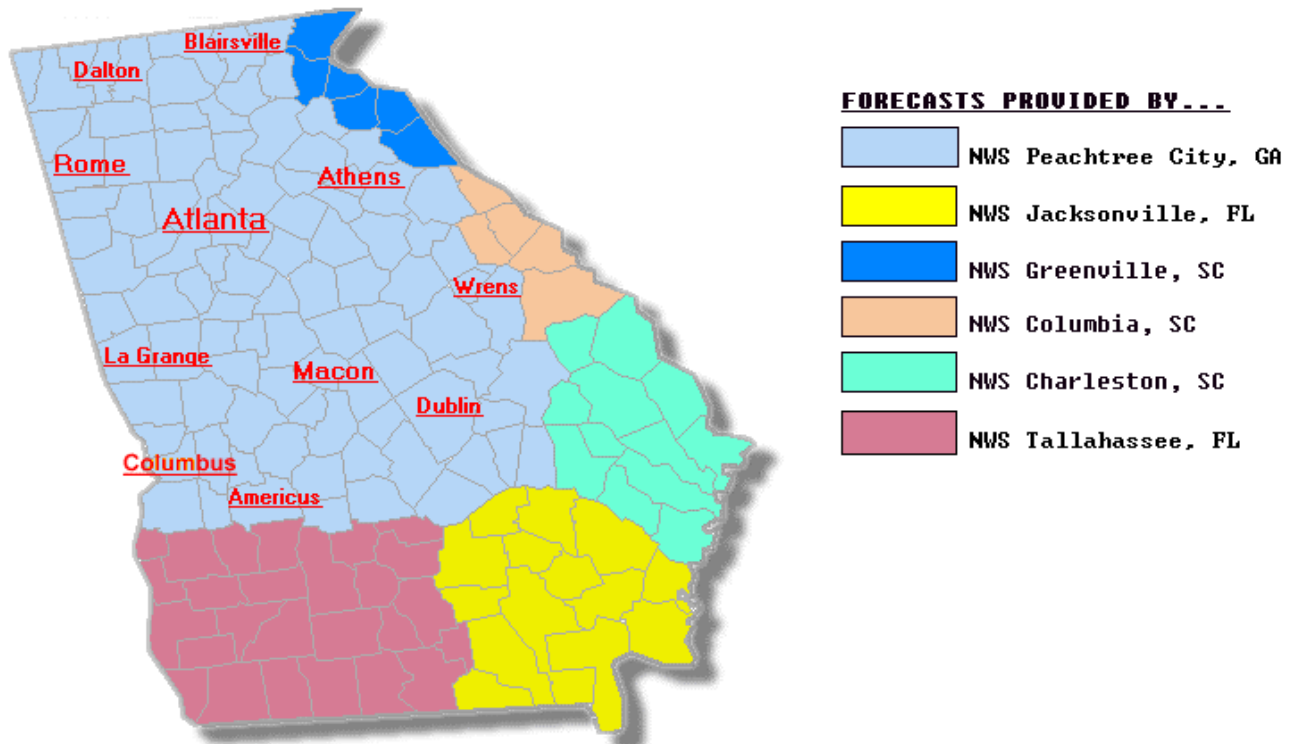 Blairsville
Dalton
Rome
Athens
Atlanta
Wrens
La Grange
Macon
Dublin
Columbus
Americus
FORECASTS PROVIDED BY...
NWS Peachtree City, GA
NWS Jacksonville, FL
NWS Greenville, SC
NWS Columbia, SC
NWS Charleston, SC
NWS Tallahassee, FL